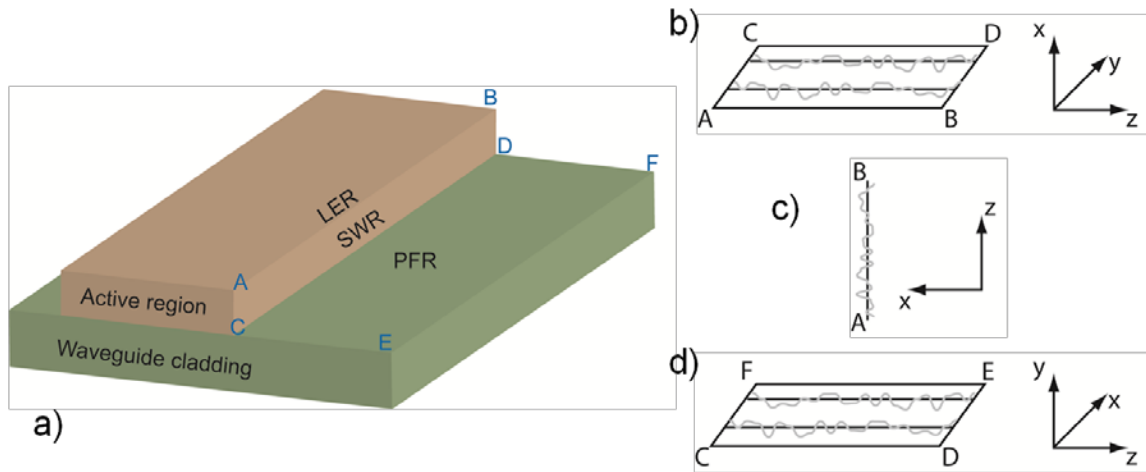 B
D
F
LER
SWR
PFR
A
Active region
C
E
Waveguide cladding
a)
b)
C D
A B
x
y
z
c)
B
A
z
x
d)
F E
C D
y
x
z